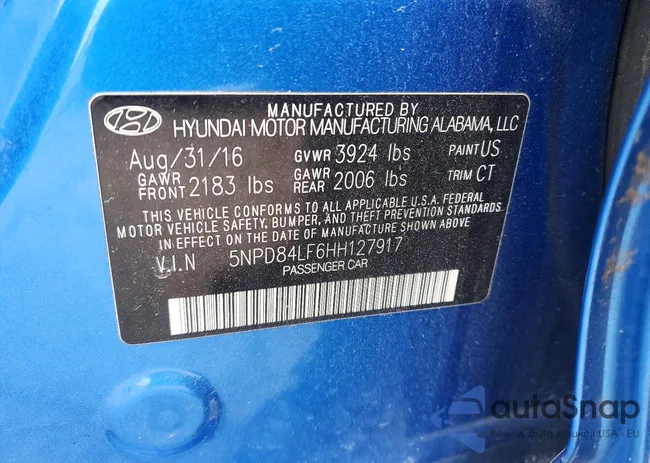 MANUFACTURED BY
HYUNDAI MOTOR MANUFACTURING ALABAMA, LLC
Aug/31/16 GVWR 3924 lbs PAINT US
GAWR FRONT 2183 lbs GAWR REAR 2006 lbs TRIM CT
THIS VEHICLE CONFORMS TO ALL APPLICABLE U.S.A. FEDERAL
MOTOR VEHICLE SAFETY, BUMPER, AND THEFT PREVENTION STANDARDS
IN EFFECT ON THE DATE OF MANUFACTURE SHOWN ABOVE
V.I.N 5NPD84LF6HH127917
PASSENGER CAR
autoSnap
USA · EU